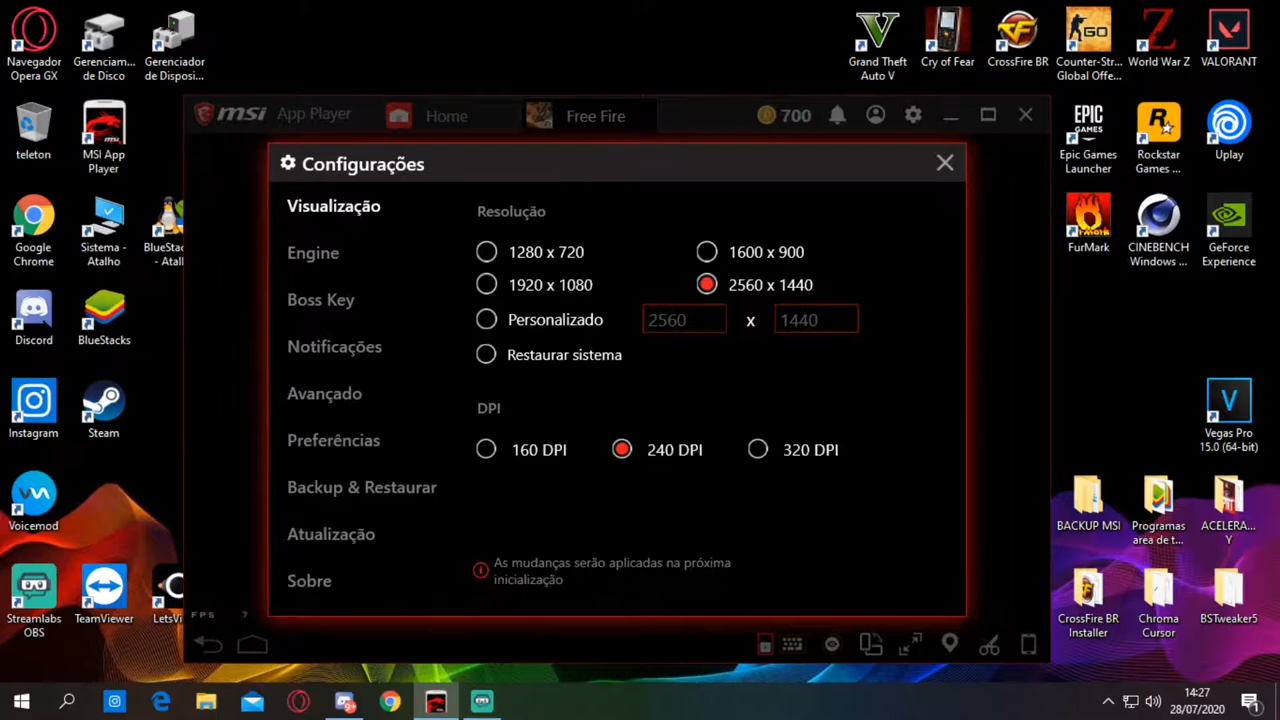 Navegador
Opera GX
Gerenciam...
de Disco
Gerenciador
de Disposi...
Grand Theft
Auto V
Cry of Fear
CrossFire BR
Counter-Str...
Global Offe...
World War Z
VALORANT
teleton
MSI App
Player
Epic Games
Launcher
Rockstar
Games ...
Uplay
Google
Chrome
Sistema -
Atalho
BlueStacks
- Atall
FurMark
CINEBENCH
Windows ...
GeForce
Experience
Discord
BlueStacks
Instagram
Steam
Vegas Pro
15.0 (64-bit)
Voicemod
BACKUP MSI
Programas
area de t...
ACELERA...
Y
Streamlabs
OBS
TeamViewer
LetsVi
CrossFire BR
Installer
Chroma
Cursor
BSTweaker5
msi App Player
Home
Free Fire
700
Configurações
Visualização
Engine
Boss Key
Notificações
Avançado
Preferências
Backup & Restaurar
Atualização
Sobre
Resolução
1280 x 720
1600 x 900
1920 x 1080
2560 x 1440
Personalizado
2560 x 1440
Restaurar sistema
DPI
160 DPI
240 DPI
320 DPI
As mudanças serão aplicadas na próxima
inicialização
FPS ?
14:27
28/07/2020